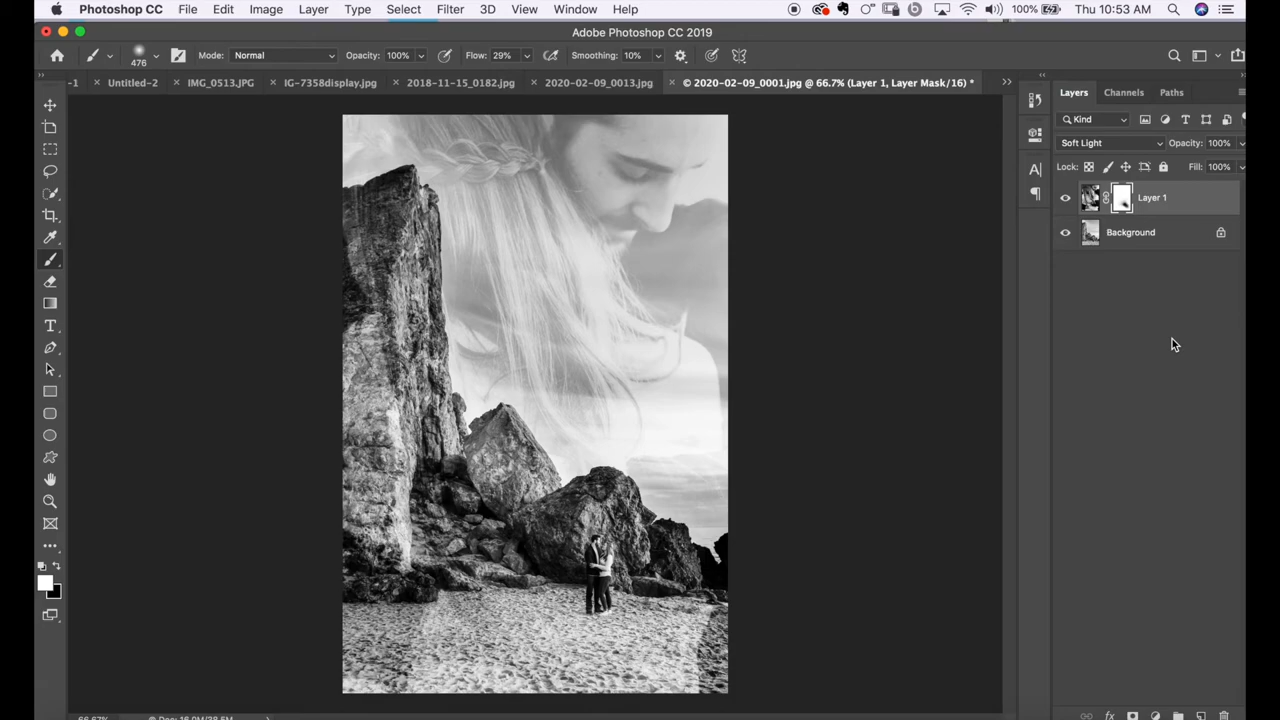 Photoshop CC File Edit Image Layer Type Select Filter 3D View Window Help 100% Thu 10:53 AM
Adobe Photoshop CC 2019
476 Mode: Normal Opacity: 100% Flow: 29% Smoothing: 10%
-1 × Untitled-2 × IMG_0513.JPG × IG-7358display.jpg × 2018-11-15_0182.jpg × 2020-02-09_0013.jpg × © 2020-02-09_0001.jpg @ 66.7% (Layer 1, Layer Mask/16) *
Layers Channels Paths
Kind
Soft Light Opacity: 100%
Lock: Fill: 100%
Layer 1
Background